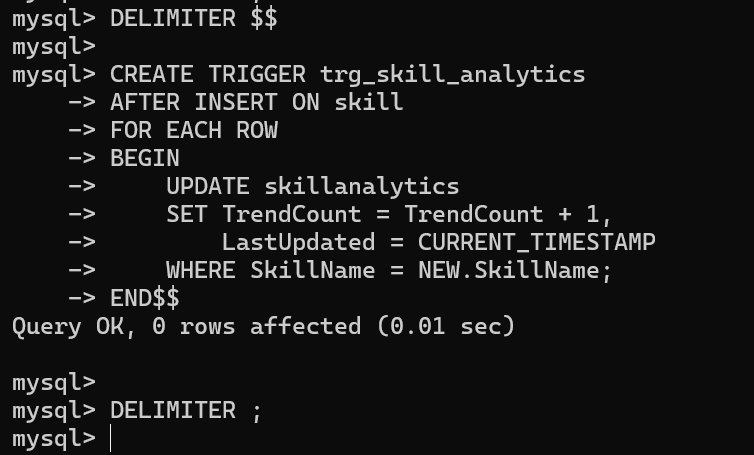 mysql> DELIMITER $$
mysql>
mysql> CREATE TRIGGER trg_skill_analytics
    -> AFTER INSERT ON skill
    -> FOR EACH ROW
    -> BEGIN
    ->     UPDATE skillanalytics
    ->     SET TrendCount = TrendCount + 1,
    ->         LastUpdated = CURRENT_TIMESTAMP
    ->     WHERE SkillName = NEW.SkillName;
    -> END$$
Query OK, 0 rows affected (0.01 sec)

mysql>
mysql> DELIMITER ;
mysql>